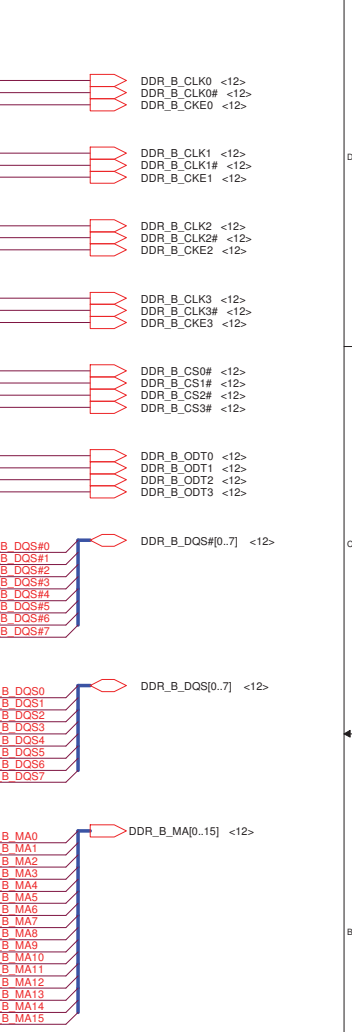 DDR_B_CLK0 <12>
DDR_B_CLK0# <12>
DDR_B_CKE0 <12>
DDR_B_CLK1 <12>
D
DDR_B_CLK1# <12>
DDR_B_CKE1 <12>
DDR_B_CLK2 <12>
DDR_B_CLK2# <12>
DDR_B_CKE2 <12>
DDR_B_CLK3 <12>
DDR_B_CLK3# <12>
DDR_B_CKE3 <12>
DDR_B_CS0# <12>
DDR_B_CS1# <12>
DDR_B_CS2# <12>
DDR_B_CS3# <12>
DDR_B_ODT0 <12>
DDR_B_ODT1 <12>
DDR_B_ODT2 <12>
DDR_B_ODT3 <12>
DDR_B_DQS#[0..7] <12>
C
B_DQS#0
B_DQS#1
B_DQS#2
B_DQS#3
B_DQS#4
B_DQS#5
B_DQS#6
B_DQS#7
DDR_B_DQS[0..7] <12>
B_DQS0
B_DQS1
B_DQS2
B_DQS3
B_DQS4
B_DQS5
B_DQS6
B_DQS7
DDR_B_MA[0..15] <12>
B_MA0
B_MA1
B_MA2
B_MA3
B_MA4
B_MA5
B_MA6
B_MA7
B_MA8
B
B_MA9
B_MA10
B_MA11
B_MA12
B_MA13
B_MA14
B_MA15